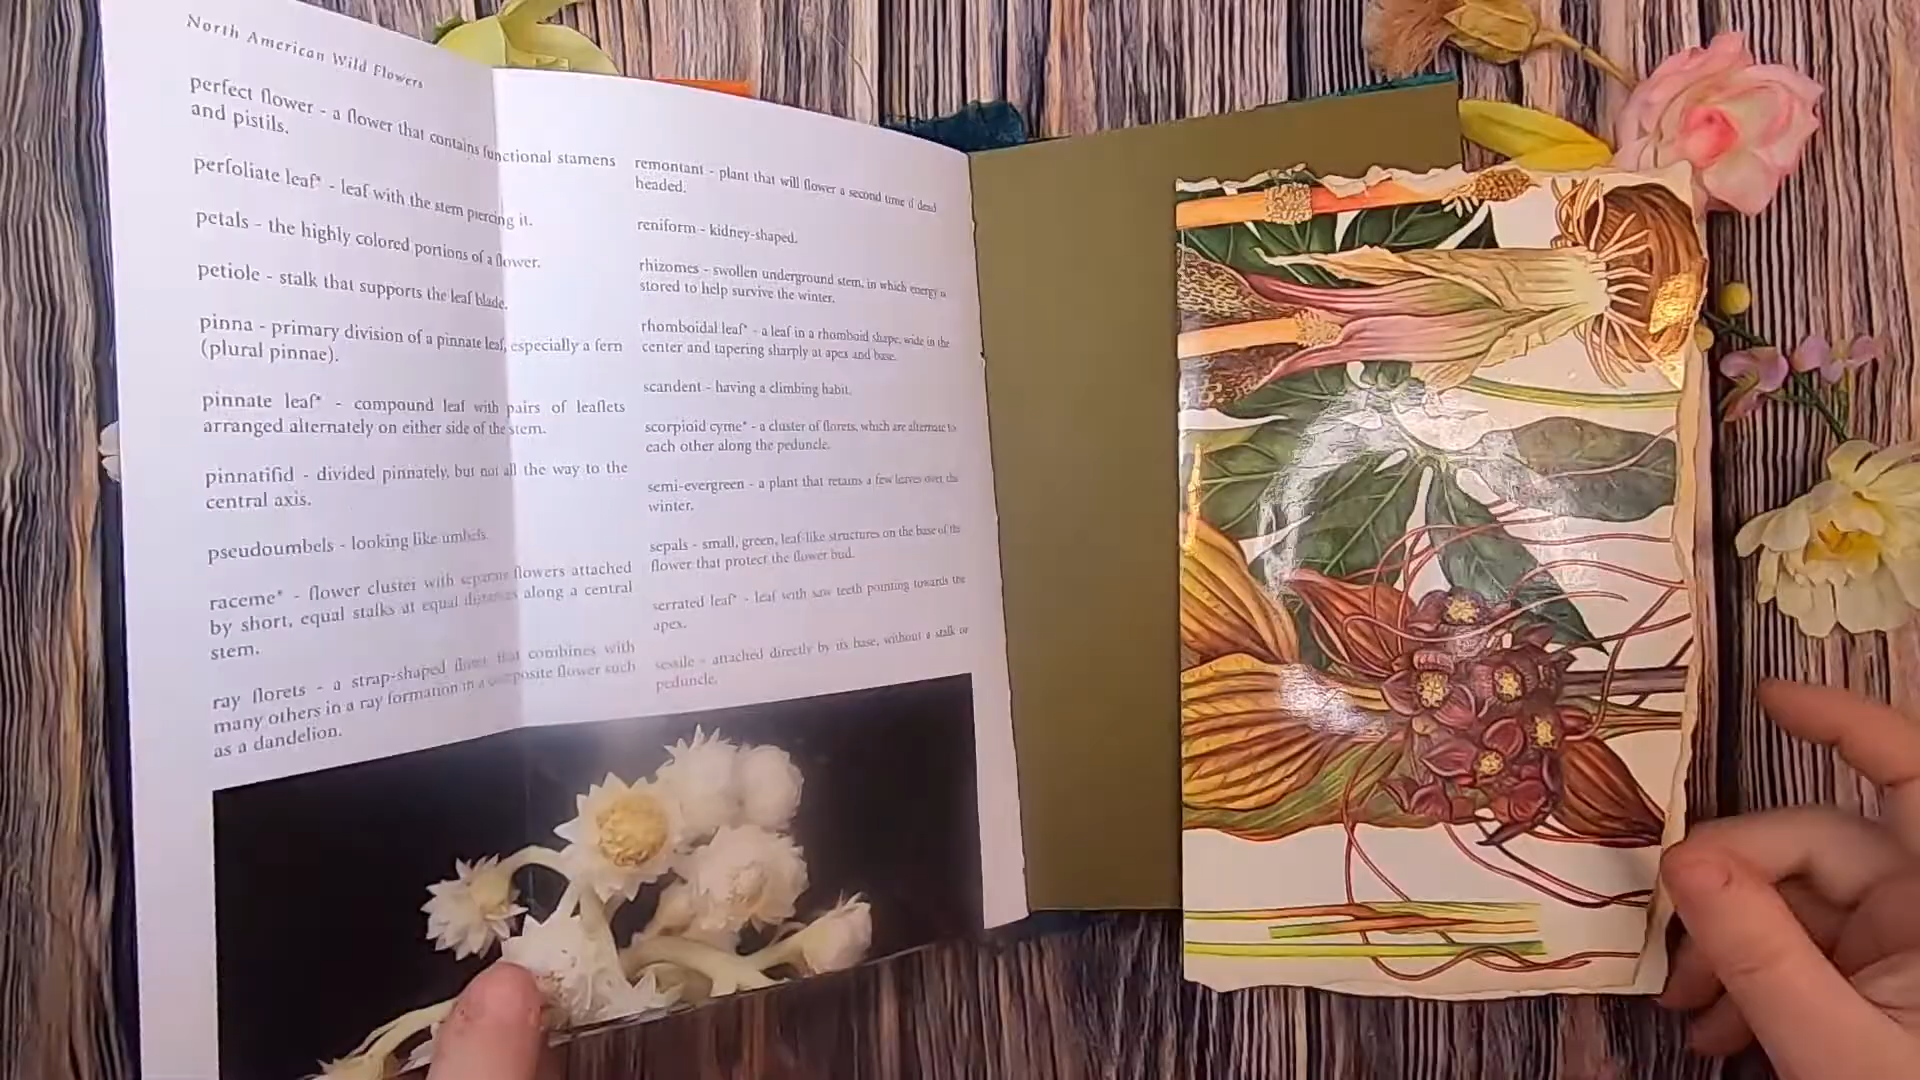 North American Wild Flowers
perfect flower - a flower that contains functional stamens
and pistils.
perfoliate leaf* - leaf with the stem piercing it.
petals - the highly colored portions of a flower.
petiole - stalk that supports the leaf blade.
pinna - primary division of a pinnate leaf, especially a fern
(plural pinnae).
pinnate leaf* - compound leaf with pairs of leaflets
arranged alternately on either side of the stem.
pinnatifid - divided pinnately, but not all the way to the
central axis.
pseudoumbels - looking like umbels.
raceme* - flower cluster with separate flowers attached
by short, equal stalks at equal distances along a central
stem.
ray florets - a strap-shaped floret that combines with
many others in a ray formation in a composite flower such
as a dandelion.
remontant - plant that will flower a second time if dead
headed.
reniform - kidney-shaped.
rhizomes - swollen underground stem, in which energy is
stored to help survive the winter.
rhomboidal leaf* - a leaf in a rhomboid shape, wide in the
center and tapering sharply at apex and base.
scandent - having a climbing habit.
scorpioid cyme* - a cluster of florets, which are alternate to
each other along the peduncle.
semi-evergreen - a plant that retains a few leaves over the
winter.
sepals - small, green, leaf-like structures on the base of the
flower that protect the flower bud.
serrated leaf* - leaf with saw teeth pointing towards the
apex.
sessile - attached directly by its base, without a stalk or
peduncle.